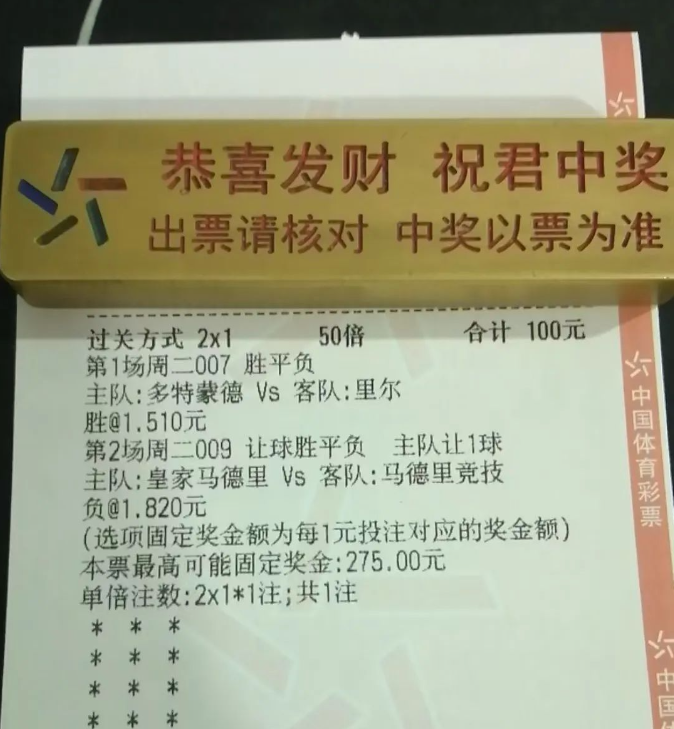 恭喜发财 祝君中奖
出票请核对 中奖以票为准
过关方式 2x1 50倍 合计 100元
第1场周二007 胜平负
主队:多特蒙德 Vs 客队:里尔
胜@1.510元
第2场周二009 让球胜平负 主队让1球
主队:皇家马德里 Vs 客队:马德里竞技
负@1.820元
(选项固定奖金额为每1元投注对应的奖金额)
本票最高可能固定奖金:275.00元
单倍注数:2x1*1注;共1注
* * *
* * *
* * *
* * *
中国体育彩票
中国体